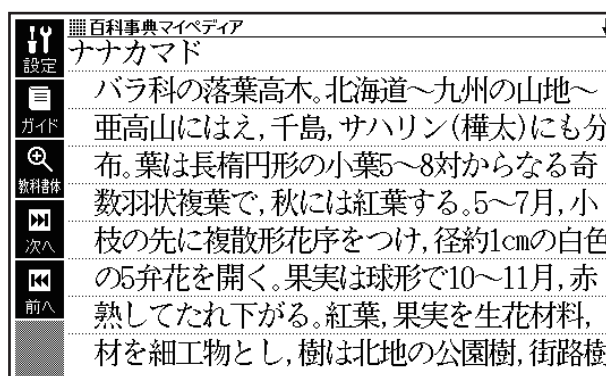 百科事典マイペディア
ナナカマド
バラ科の落葉高木。北海道～九州の山地～
亜高山にはえ,千島,サハリン(樺太)にも分
布。葉は長楕円形の小葉5～8対からなる奇
数羽状複葉で,秋には紅葉する。5～7月,小
枝の先に複散形花序をつけ,径約1cmの白色
の5弁花を開く。果実は球形で10～11月,赤
熟してたれ下がる。紅葉,果実を生花材料,
材を細工物とし,樹は北地の公園樹,街路樹
設定
ガイド
教科書体
次へ
前へ